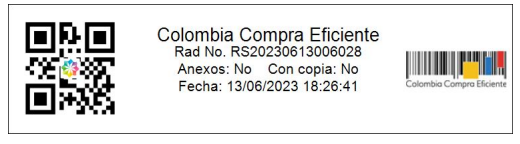 Colombia Compra Eficiente
Rad No. RS20230613006028
Anexos: No Con copia: No
Fecha: 13/06/2023 18:26:41
Colombia Compra Eficiente